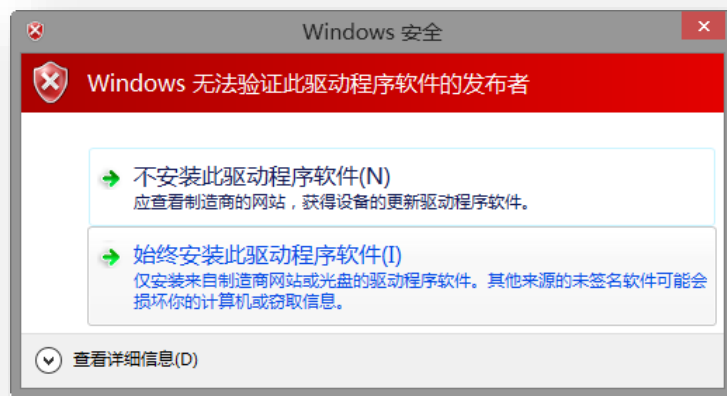 Windows 安全
Windows 无法验证此驱动程序软件的发布者
不安装此驱动程序软件(N)
应查看制造商的网站，获得设备的更新驱动程序软件。
始终安装此驱动程序软件(I)
仅安装来自制造商网站或光盘的驱动程序软件。其他来源的未签名软件可能会
损坏你的计算机或窃取信息。
查看详细信息(D)